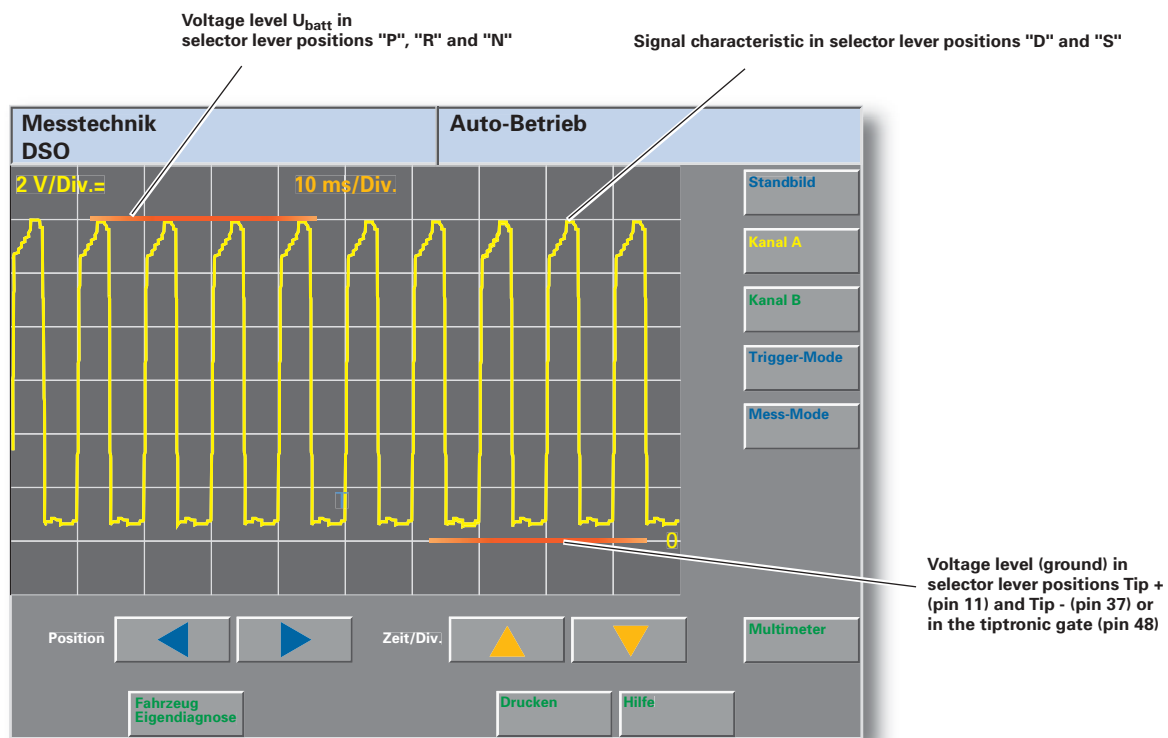 Voltage level Ubatt in
selector lever positions "P", "R" and "N"
Signal characteristic in selector lever positions "D" and "S"
Messtechnik
DSO
Auto-Betrieb
2 V/Div.=
10 ms/Div.
Standbild
Kanal A
Kanal B
Trigger-Mode
Mess-Mode
T
0
Voltage level (ground) in
selector lever positions Tip +
(pin 11) and Tip - (pin 37) or
in the tiptronic gate (pin 48)
Position
Zeit/Div.
Multimeter
Fahrzeug
Eigendiagnose
Drucken
Hilfe